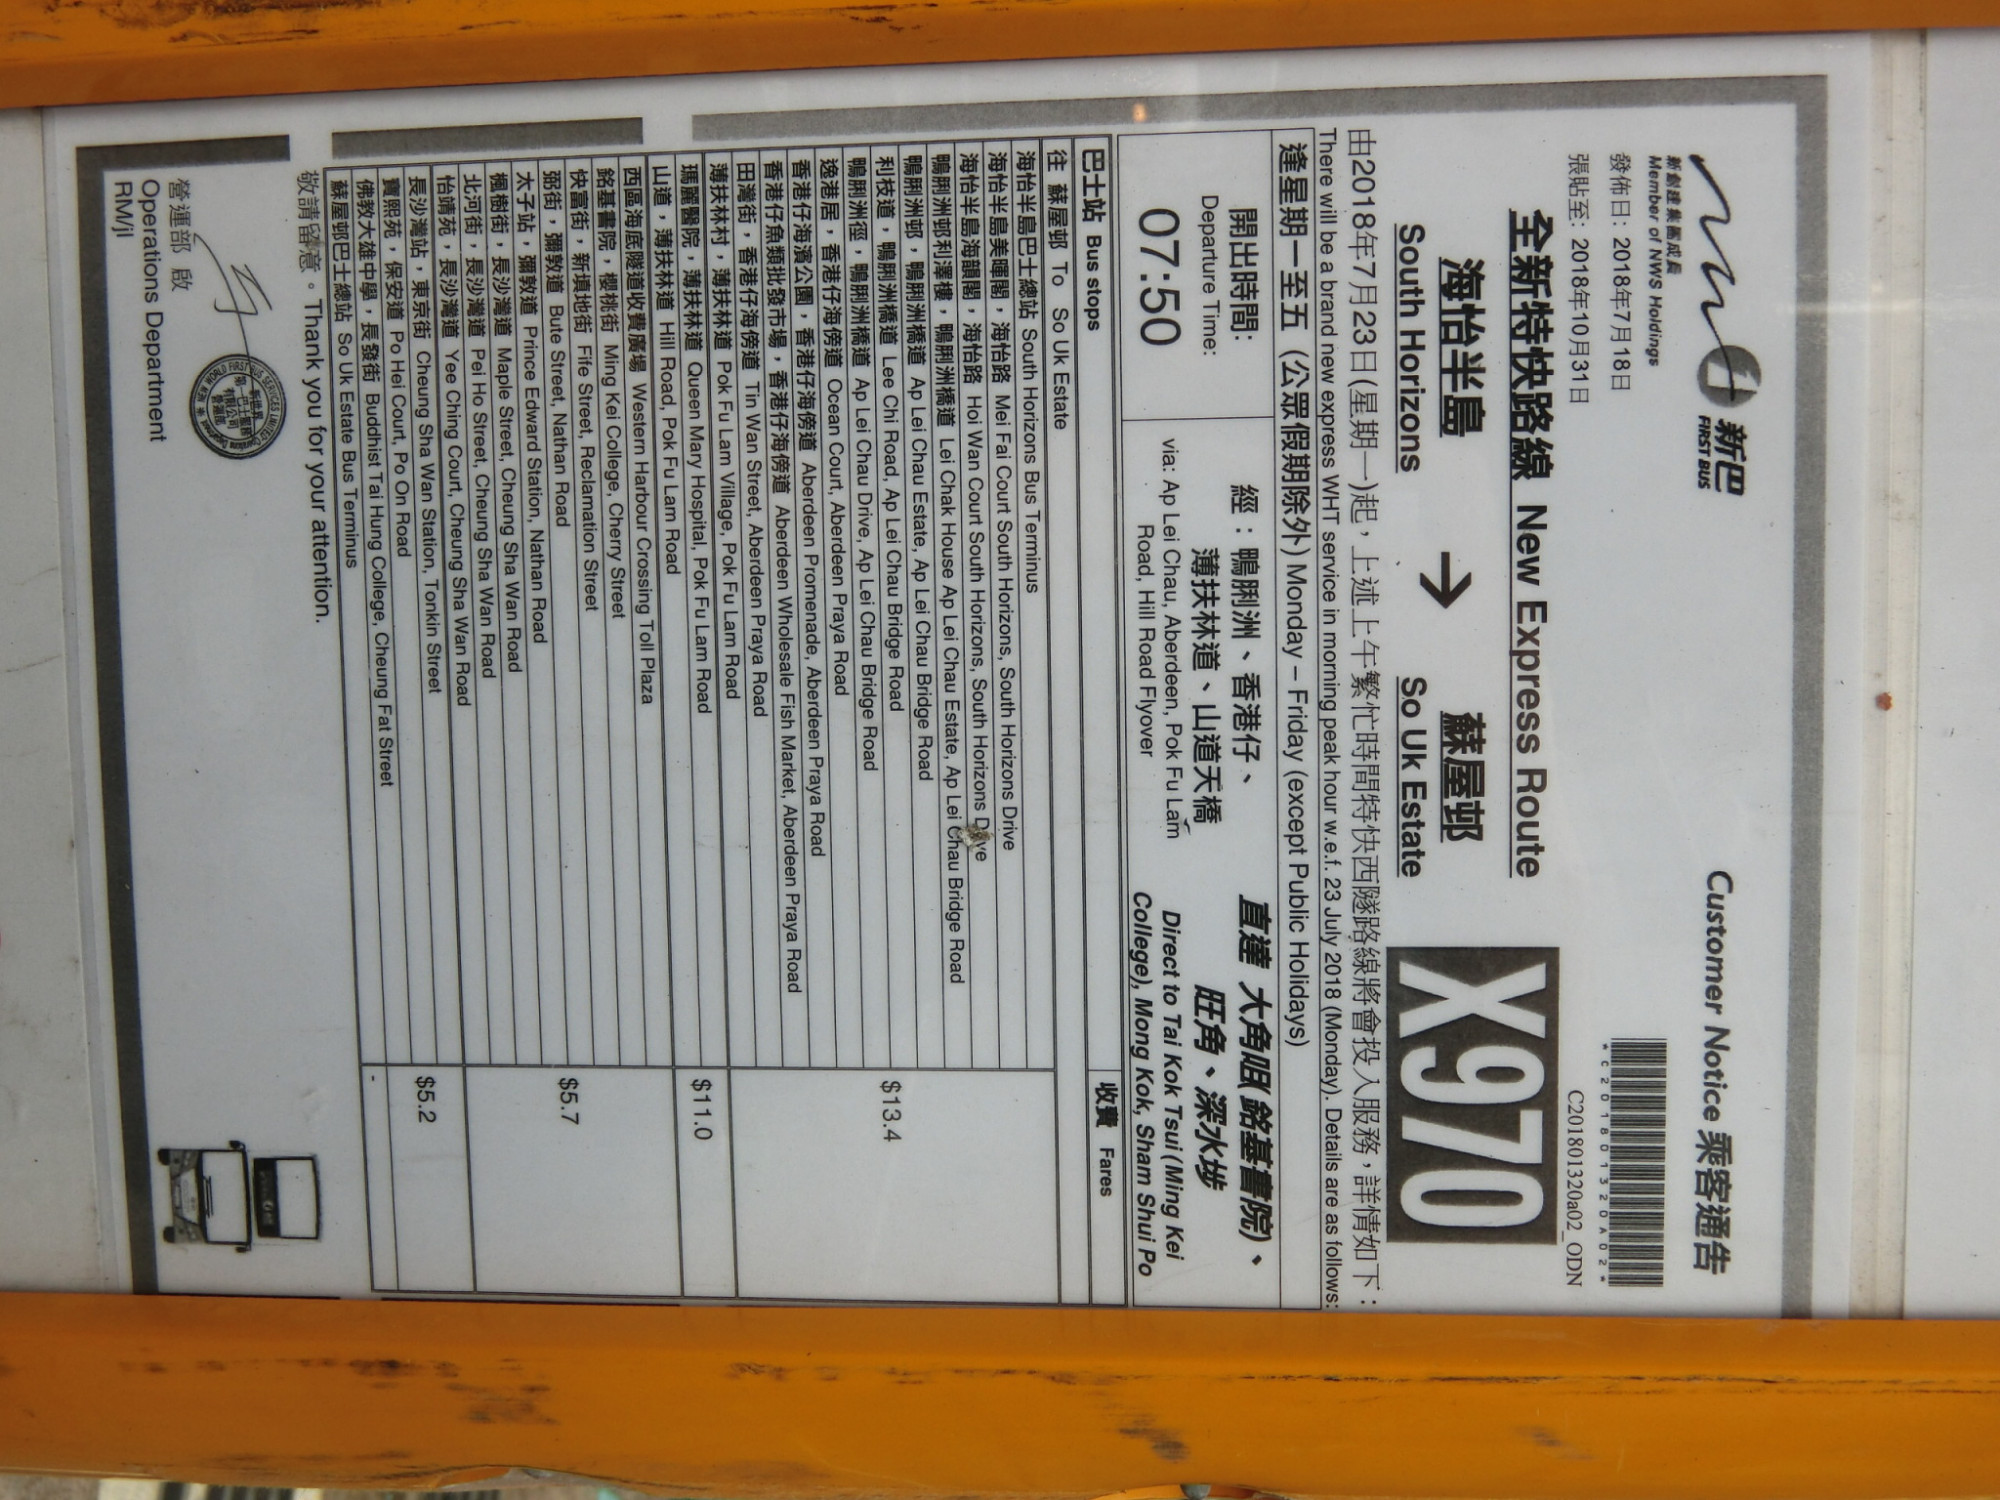 新巴
FIRST BUS
Customer Notice 乘客通告
新創建集團成員
Member of NWS Holdings
*C201801320A02*
發佈日: 2018年7月18日
張貼至: 2018年10月31日
C201801320a02_ODN
全新特快路線 New Express Route
海怡半島 → 蘇屋邨
South Horizons So Uk Estate
X970
由2018年7月23日(星期一)起，上述上午繁忙時間特快西隧路線將會投入服務，詳情如下：
There will be a brand new express WHT service in morning peak hour w.e.f. 23 July 2018 (Monday). Details are as follows:
逢星期一至五 (公眾假期除外) Monday – Friday (except Public Holidays)
開出時間:
Departure Time:
07:50
經：鴨脷洲、香港仔、
薄扶林道、山道天橋
via: Ap Lei Chau, Aberdeen, Pok Fu Lam
Road, Hill Road Flyover
直達 大角咀(銘基書院)、
旺角、深水埗
Direct to Tai Kok Tsui (Ming Kei
College), Mong Kok, Sham Shui Po
巴士站 Bus stops 收費 Fares
往 蘇屋邨 To So Uk Estate
海怡半島巴士總站 South Horizons Bus Terminus
海怡半島美暉閣，海怡路 Mei Fai Court South Horizons, South Horizons Drive
海怡半島海韻閣，海怡路 Hoi Wan Court South Horizons, South Horizons Drive
鴨脷洲邨利澤樓，鴨脷洲橋道 Lei Chak House Ap Lei Chau Estate, Ap Lei Chau Bridge Road
鴨脷洲邨，鴨脷洲橋道 Ap Lei Chau Estate, Ap Lei Chau Bridge Road
利枝道，鴨脷洲橋道 Lee Chi Road, Ap Lei Chau Bridge Road
鴨脷洲徑，鴨脷洲橋道 Ap Lei Chau Drive, Ap Lei Chau Bridge Road
逸港居，香港仔海傍道 Ocean Court, Aberdeen Praya Road
香港仔海濱公園，香港仔海傍道 Aberdeen Promenade, Aberdeen Praya Road
香港仔魚類批發市場，香港仔海傍道 Aberdeen Wholesale Fish Market, Aberdeen Praya Road
田灣街，香港仔海傍道 Tin Wan Street, Aberdeen Praya Road
$13.4
薄扶林村，薄扶林道 Pok Fu Lam Village, Pok Fu Lam Road
瑪麗醫院，薄扶林道 Queen Mary Hospital, Pok Fu Lam Road
$11.0
山道，薄扶林道 Hill Road, Pok Fu Lam Road
西區海底隧道收費廣場 Western Harbour Crossing Toll Plaza
銘基書院，櫻桃街 Ming Kei College, Cherry Street
快富街，新填地街 Fife Street, Reclamation Street
弼街，彌敦道 Bute Street, Nathan Road
太子站，彌敦道 Prince Edward Station, Nathan Road
楓樹街，長沙灣道 Maple Street, Cheung Sha Wan Road
北河街，長沙灣道 Pei Ho Street, Cheung Sha Wan Road
$5.7
怡靖苑，長沙灣道 Yee Ching Court, Cheung Sha Wan Road
長沙灣站，東京街 Cheung Sha Wan Station, Tonkin Street
寶熙苑，保安道 Po Hei Court, Po On Road
$5.2
佛教大雄中學，長發街 Buddhist Tai Hung College, Cheung Fat Street
蘇屋邨巴士總站 So Uk Estate Bus Terminus
-
敬請留意。Thank you for your attention.
營運部 啟
Operations Department
RM/jl